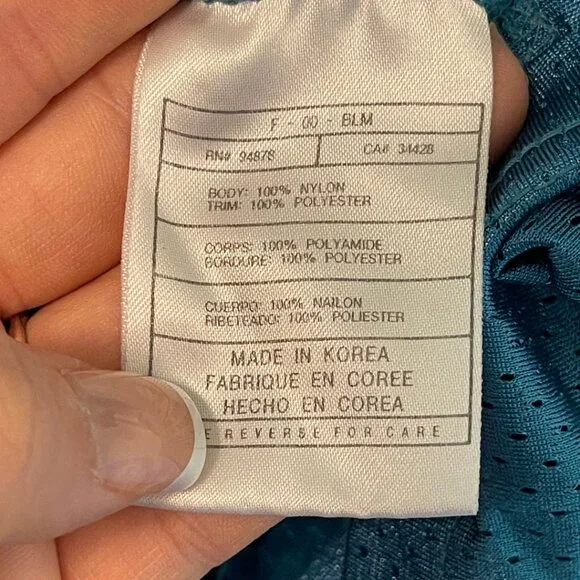 F - 00 - BLM
RN# 94878 CA# 34428
BODY: 100% NYLON
TRIM: 100% POLYESTER
CORPS: 100% POLYAMIDE
BORDURE: 100% POLYESTER
CUERPO: 100% NAILON
RIBETEADO: 100% POLIESTER
MADE IN KOREA
FABRIQUE EN COREE
HECHO EN COREA
E REVERSE FOR CARE